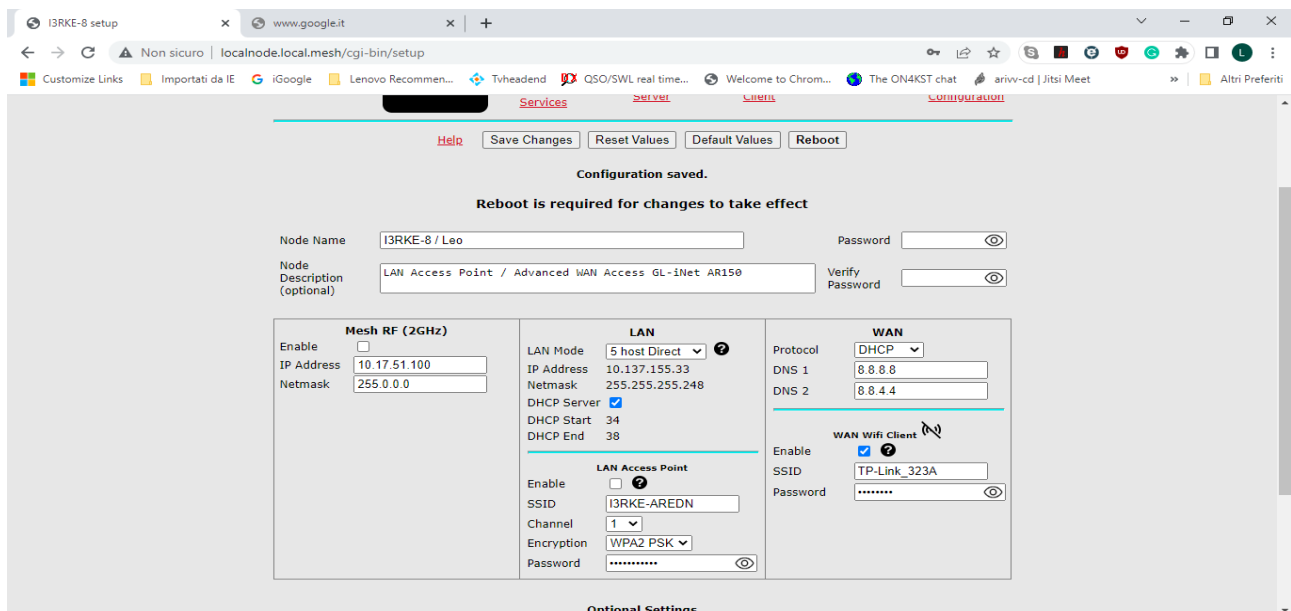 I3RKE-8 setup
www.google.it
Non sicuro | localnode.local.mesh/cgi-bin/setup
Customize Links Importati da IE iGoogle Lenovo Recommen... Tvheadend QSO/SWL real time... Welcome to Chrom... The ON4KST chat arivv-cd | Jitsi Meet » Altri Preferiti
Services Server Client Configuration
Help Save Changes Reset Values Default Values Reboot
Configuration saved.
Reboot is required for changes to take effect
Node Name I3RKE-8 / Leo Password
Node Description (optional) LAN Access Point / Advanced WAN Access GL-iNet AR150 Verify Password
Mesh RF (2GHz)
Enable
IP Address 10.17.51.100
Netmask 255.0.0.0
LAN
LAN Mode 5 host Direct ?
IP Address 10.137.155.33
Netmask 255.255.255.248
DHCP Server
DHCP Start 34
DHCP End 38
LAN Access Point
Enable ?
SSID I3RKE-AREDN
Channel 1
Encryption WPA2 PSK
Password •••••••••••
WAN
Protocol DHCP
DNS 1 8.8.8.8
DNS 2 8.8.4.4
WAN Wifi Client
Enable ?
SSID TP-Link_323A
Password ••••••••
Optional Settings